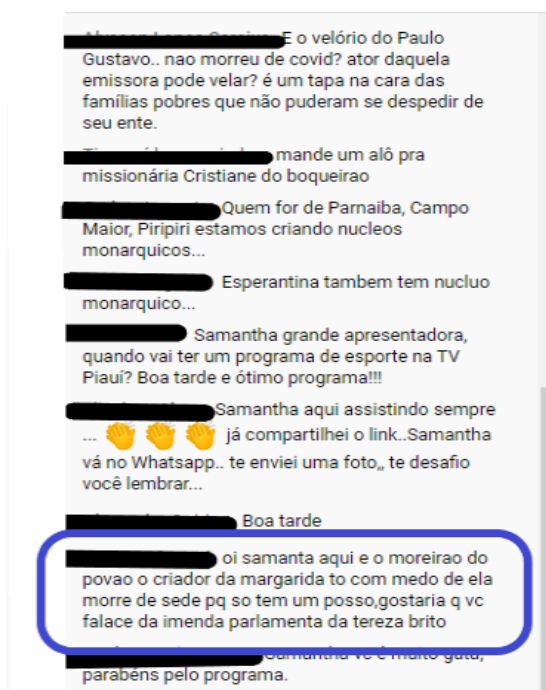 E o velório do Paulo
Gustavo.. nao morreu de covid? ator daquela
emissora pode velar? é um tapa na cara das
famílias pobres que não puderam se despedir de
seu ente.
mande um alô pra
missionária Cristiane do boqueirao
Quem for de Parnaiba, Campo
Maior, Piripiri estamos criando nucleos
monarquicos...
Esperantina tambem tem nucluo
monarquico...
Samantha grande apresentadora,
quando vai ter um programa de esporte na TV
Piauí? Boa tarde e ótimo programa!!!
Samantha aqui assistindo sempre
... 👏 👏 👏 já compartilhei o link..Samantha
vá no Whatsapp.. te enviei uma foto,, te desafio
você lembrar...
Boa tarde
oi samanta aqui e o moreirao do
povao o criador da margarida to com medo de ela
morre de sede pq so tem um posso,gostaria q vc
falace da imenda parlamenta da tereza brito
Samantha vc é muito gata,
parabéns pelo programa.